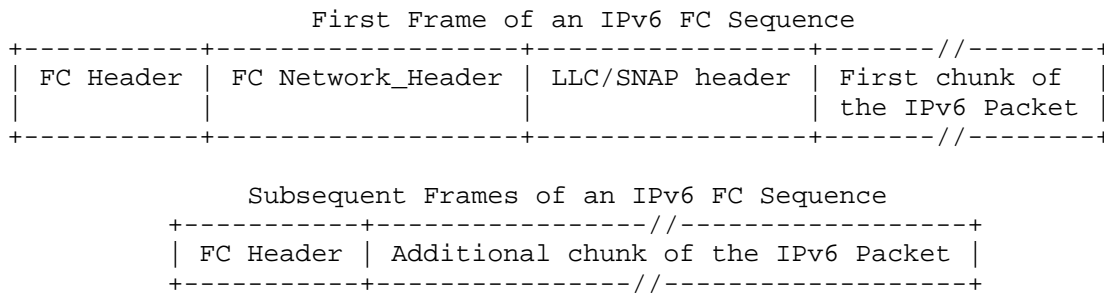 First Frame of an IPv6 FC Sequence
+-----------+-------------------+----------------+-------//--------+
| FC Header | FC Network_Header | LLC/SNAP header | First chunk of |
| | | | the IPv6 Packet |
+-----------+-------------------+----------------+-------//--------+
Subsequent Frames of an IPv6 FC Sequence
+-----------+-----------------//------------------+
| FC Header | Additional chunk of the IPv6 Packet |
+-----------+----------------//-------------------+